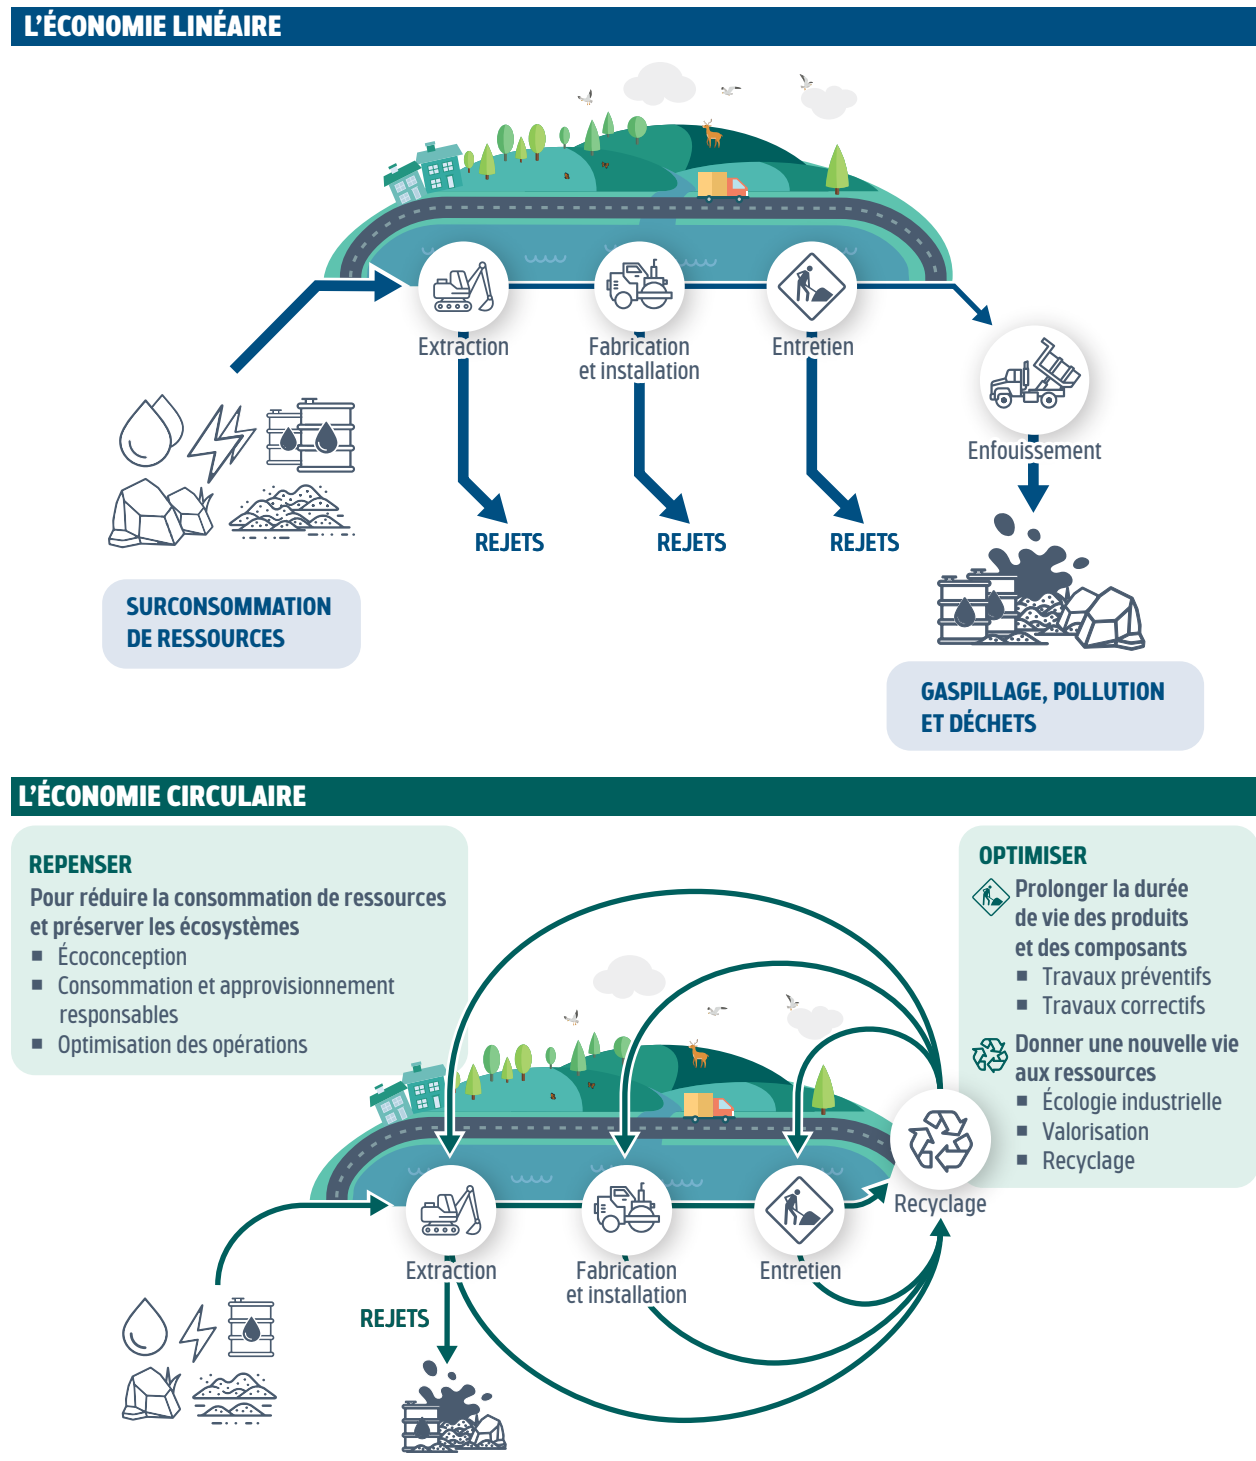 L'ÉCONOMIE LINÉAIRE
Extraction
Fabrication
et installation
Entretien
Enfouissement
REJETS
REJETS
REJETS
SURCONSOMMATION
DE RESSOURCES
GASPILLAGE, POLLUTION
ET DÉCHETS
L'ÉCONOMIE CIRCULAIRE
REPENSER
Pour réduire la consommation de ressources
et préserver les écosystèmes
■ Écoconception
■ Consommation et approvisionnement
responsables
■ Optimisation des opérations
OPTIMISER
Prolonger la durée
de vie des produits
et des composants
■ Travaux préventifs
■ Travaux correctifs
Donner une nouvelle vie
aux ressources
■ Écologie industrielle
■ Valorisation
■ Recyclage
Recyclage
Extraction
Fabrication
et installation
Entretien
REJETS